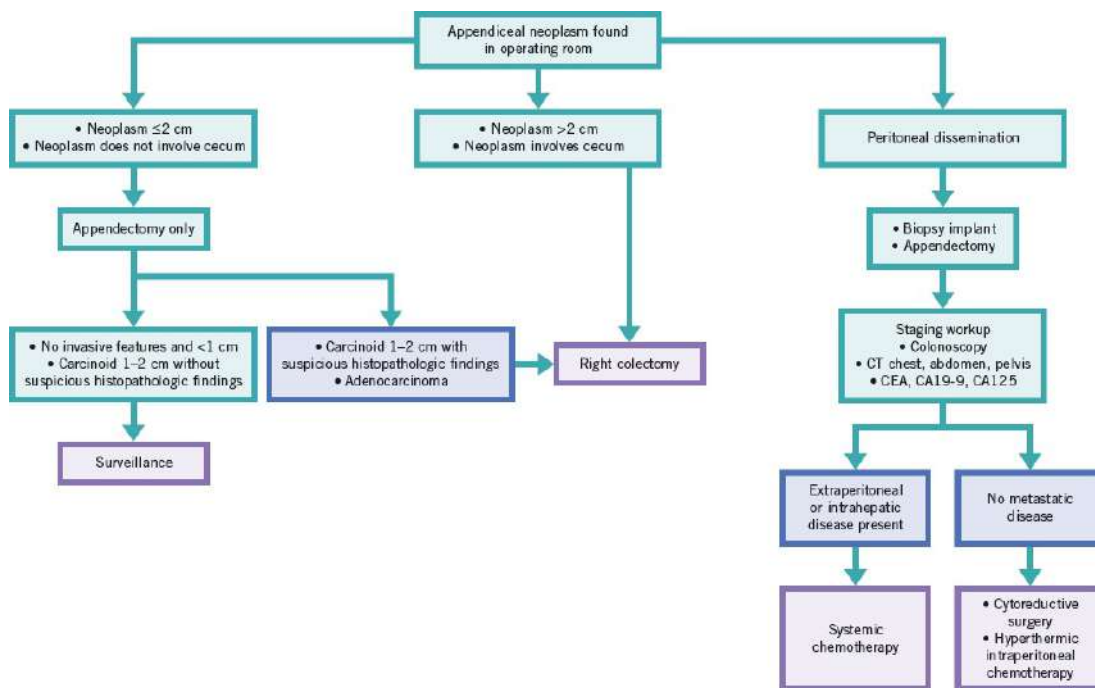 Appendiceal neoplasm found
in operating room
• Neoplasm ≤2 cm
• Neoplasm does not involve cecum
• Neoplasm >2 cm
• Neoplasm involves cecum
Peritoneal dissemination
Appendectomy only
• Biopsy implant
• Appendectomy
• No invasive features and <1 cm
• Carcinoid 1–2 cm without
suspicious histopathologic findings
• Carcinoid 1–2 cm with
suspicious histopathologic findings
• Adenocarcinoma
Right colectomy
Staging workup
• Colonoscopy
• CT chest, abdomen, pelvis
• CEA, CA19-9, CA125
Surveillance
Extraperitoneal
or intrahepatic
disease present
No metastatic
disease
Systemic
chemotherapy
• Cytoreductive
surgery
• Hyperthermic
intraperitoneal
chemotherapy